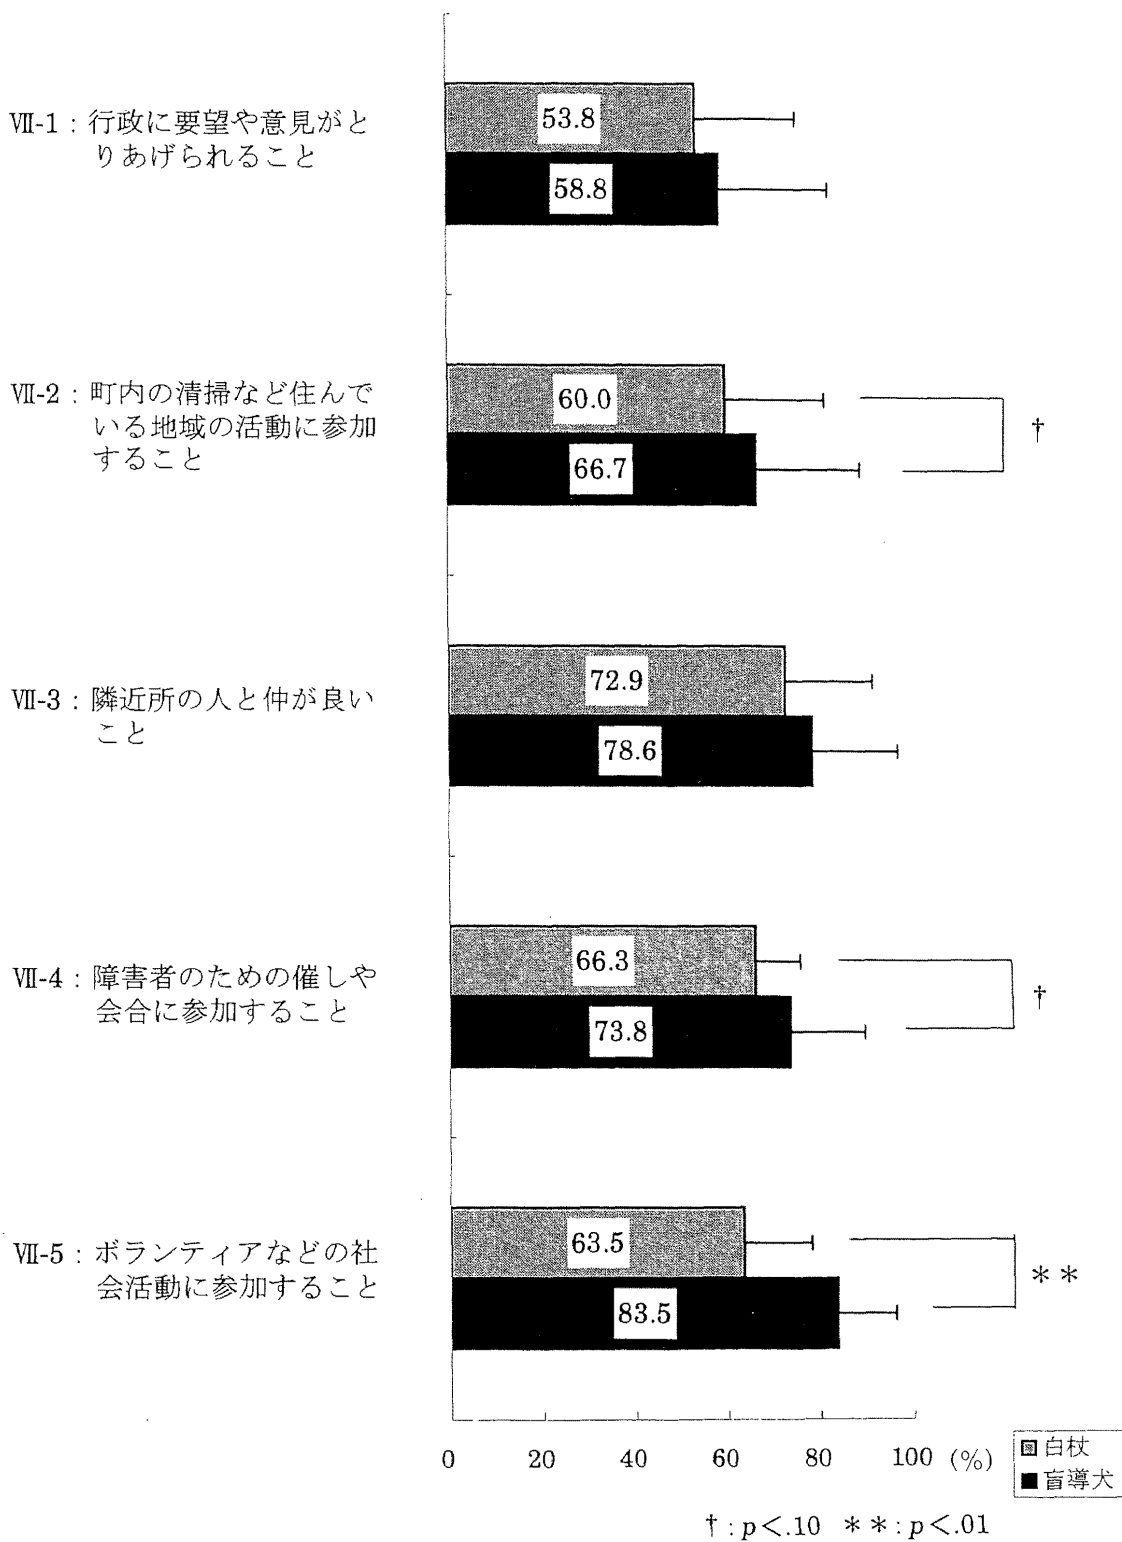 Ⅶ-1：行政に要望や意見がと
りあげられること
53.8
58.8
Ⅶ-2：町内の清掃など住んで
いる地域の活動に参加
すること
60.0
66.7
†
Ⅶ-3：隣近所の人と仲が良い
こと
72.9
78.6
Ⅶ-4：障害者のための催しや
会合に参加すること
66.3
73.8
†
Ⅶ-5：ボランティアなどの社
会活動に参加すること
63.5
83.5
＊＊
0 20 40 60 80 100 (%)
白杖
盲導犬
†：p＜.10 ＊＊：p＜.01